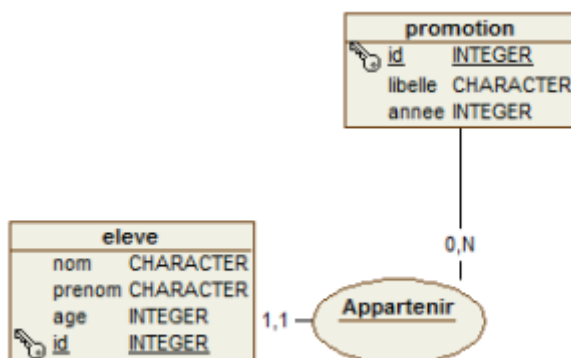 promotion
id INTEGER
libelle CHARACTER
annee INTEGER
0,N
eleve
nom CHARACTER
prenom CHARACTER
age INTEGER
id INTEGER
1,1
Appartenir